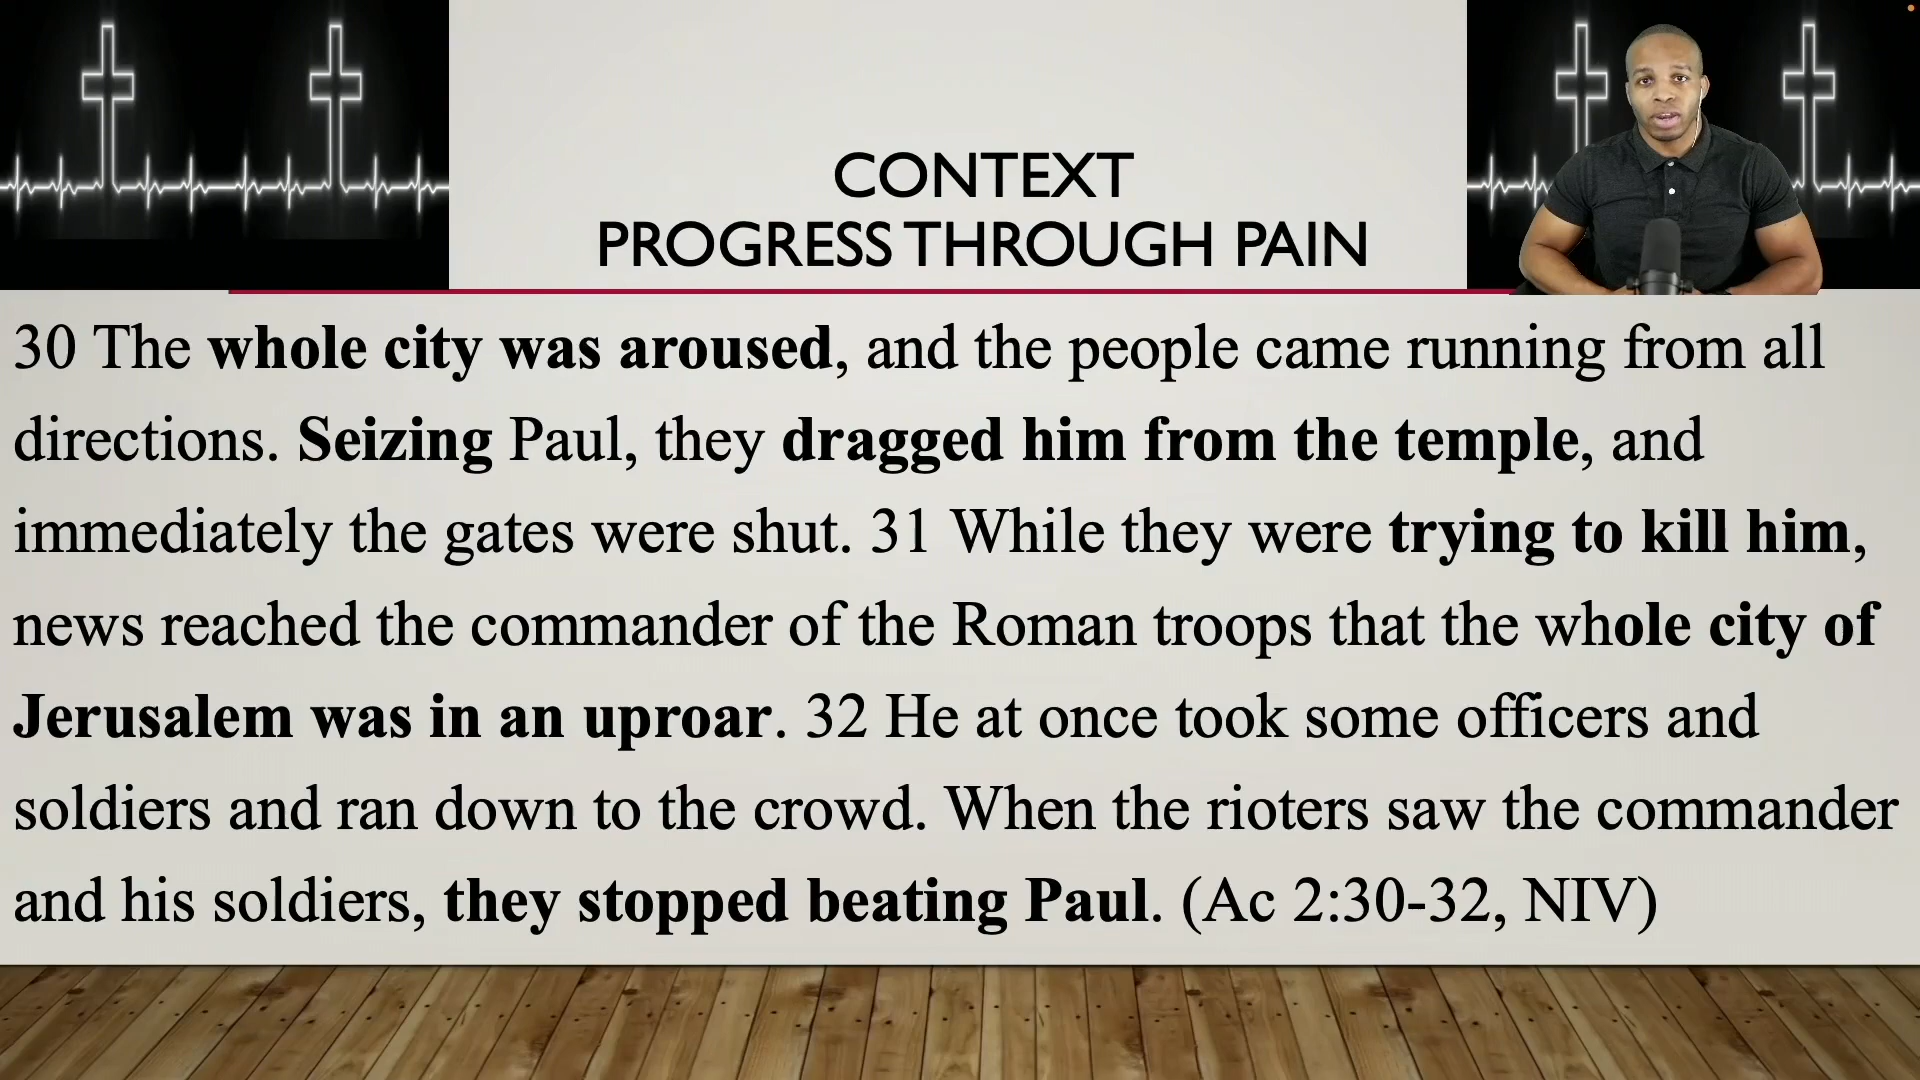 CONTEXT
PROGRESS THROUGH PAIN
30 The whole city was aroused, and the people came running from all
directions. Seizing Paul, they dragged him from the temple, and
immediately the gates were shut. 31 While they were trying to kill him,
news reached the commander of the Roman troops that the whole city of
Jerusalem was in an uproar. 32 He at once took some officers and
soldiers and ran down to the crowd. When the rioters saw the commander
and his soldiers, they stopped beating Paul. (Ac 2:30-32, NIV)